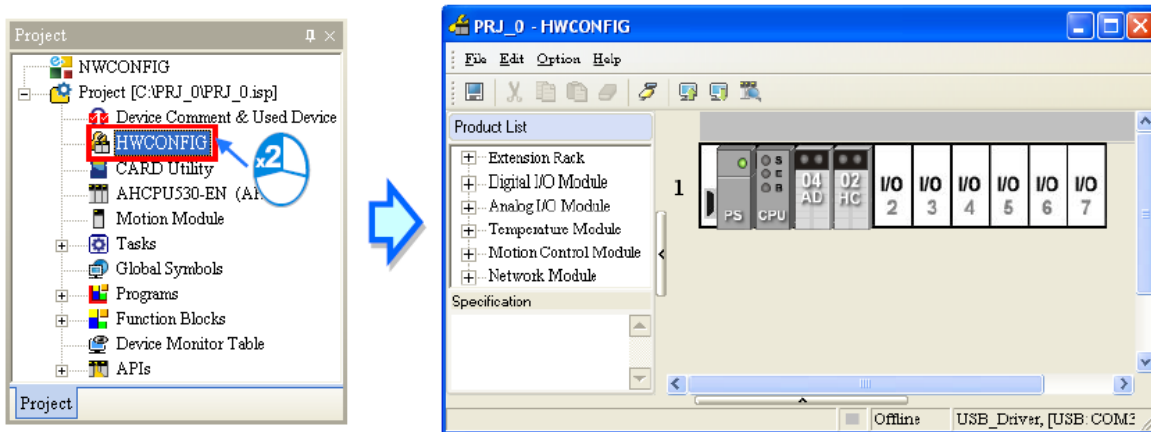 Project
NWCONFIG
Project [C:\PRJ_0\PRJ_0.isp]
Device Comment & Used Device
HWCONFIG
x2
CARD Utility
AHCPU530-EN
Motion Module
Tasks
Global Symbols
Programs
Function Blocks
Device Monitor Table
APIs
Project
PRJ_0 - HWCONFIG
File Edit Option Help
Product List
Extension Rack
Digital I/O Module
Analog I/O Module
Temperature Module
Motion Control Module
Network Module
Specification
1
PS
S
E
B
CPU
04
AD
02
HC
I/O I/O I/O I/O I/O I/O
2 3 4 5 6 7
Offline USB_Driver, [USB: COM3